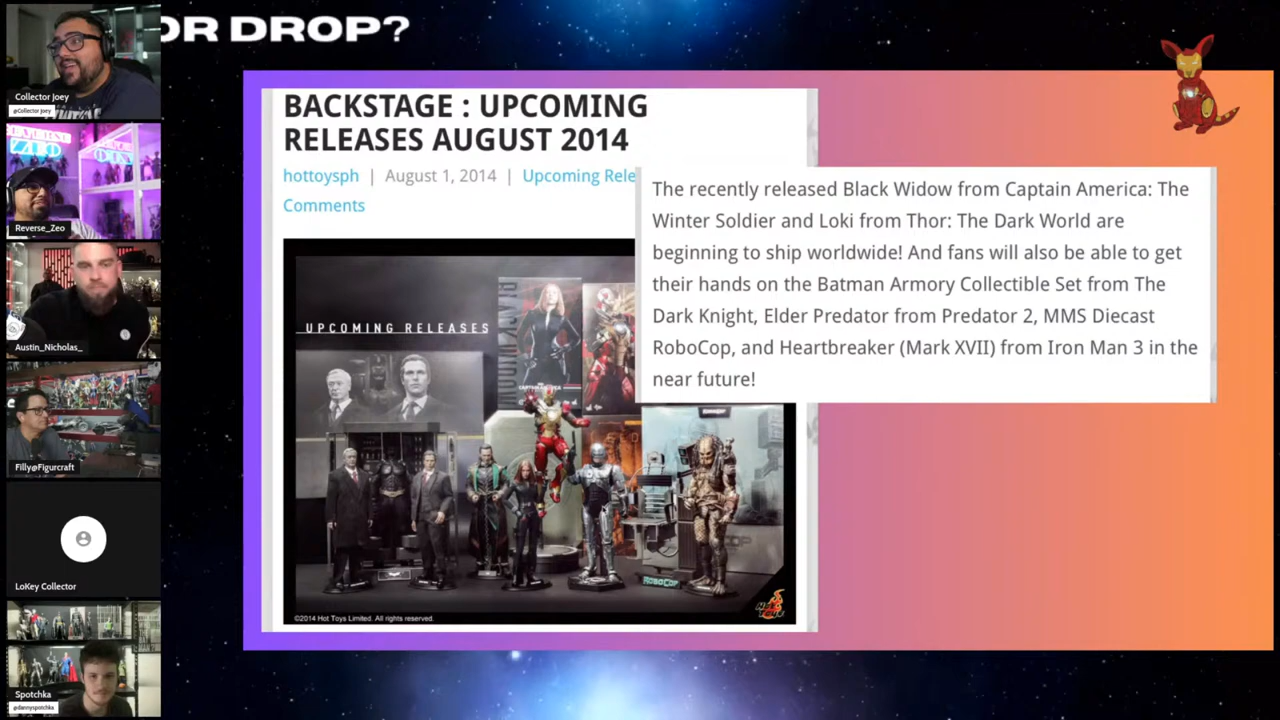 OR DROP?
Collector Joey
@Collector Joey
Reverse_Zeo
Austin_Nicholas_
Filly@Figurcraft
LoKey Collector
Spotchka
@dannyspotchka
BACKSTAGE : UPCOMING
RELEASES AUGUST 2014
hottoysph | August 1, 2014 | Upcoming Rele
Comments
The recently released Black Widow from Captain America: The
Winter Soldier and Loki from Thor: The Dark World are
beginning to ship worldwide! And fans will also be able to get
their hands on the Batman Armory Collectible Set from The
Dark Knight, Elder Predator from Predator 2, MMS Diecast
RoboCop, and Heartbreaker (Mark XVII) from Iron Man 3 in the
near future!
UPCOMING RELEASES
BLACK WIDOW
ROBOCOP
©2014 Hot Toys Limited. All rights reserved.